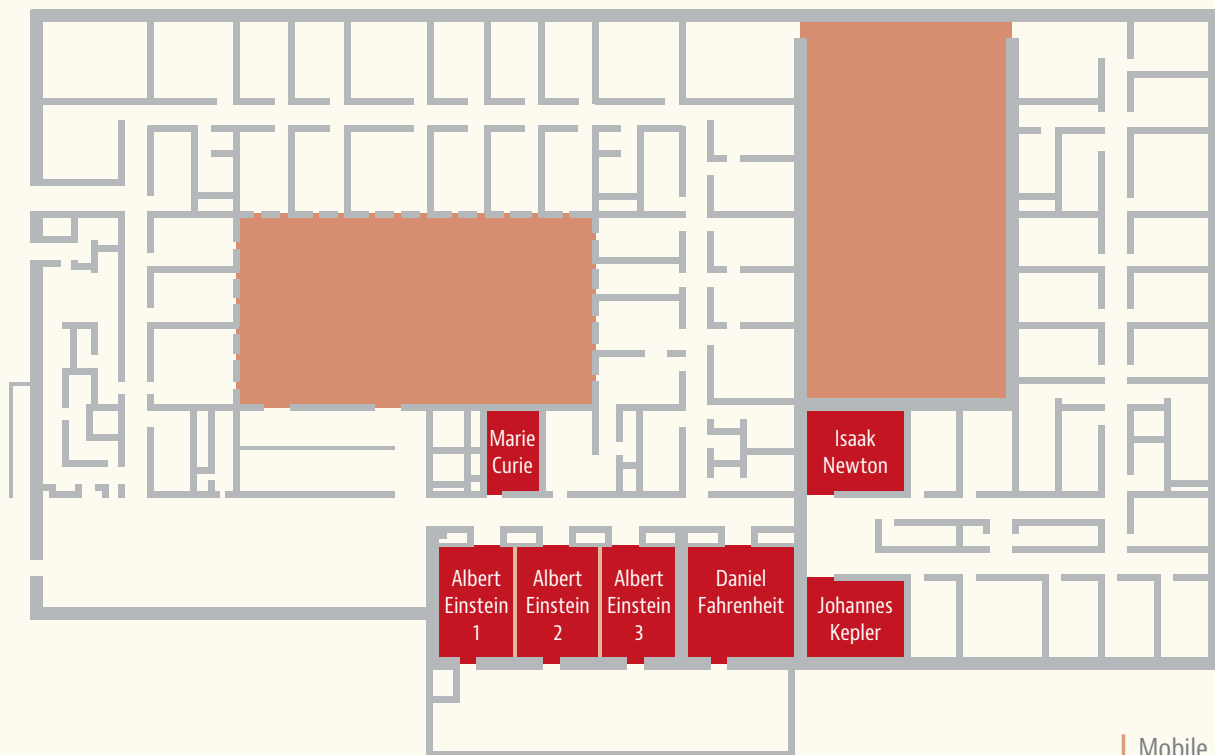 Marie
Curie
Isaak
Newton
Albert
Einstein
1
Albert
Einstein
2
Albert
Einstein
3
Daniel
Fahrenheit
Johannes
Kepler
Mobile